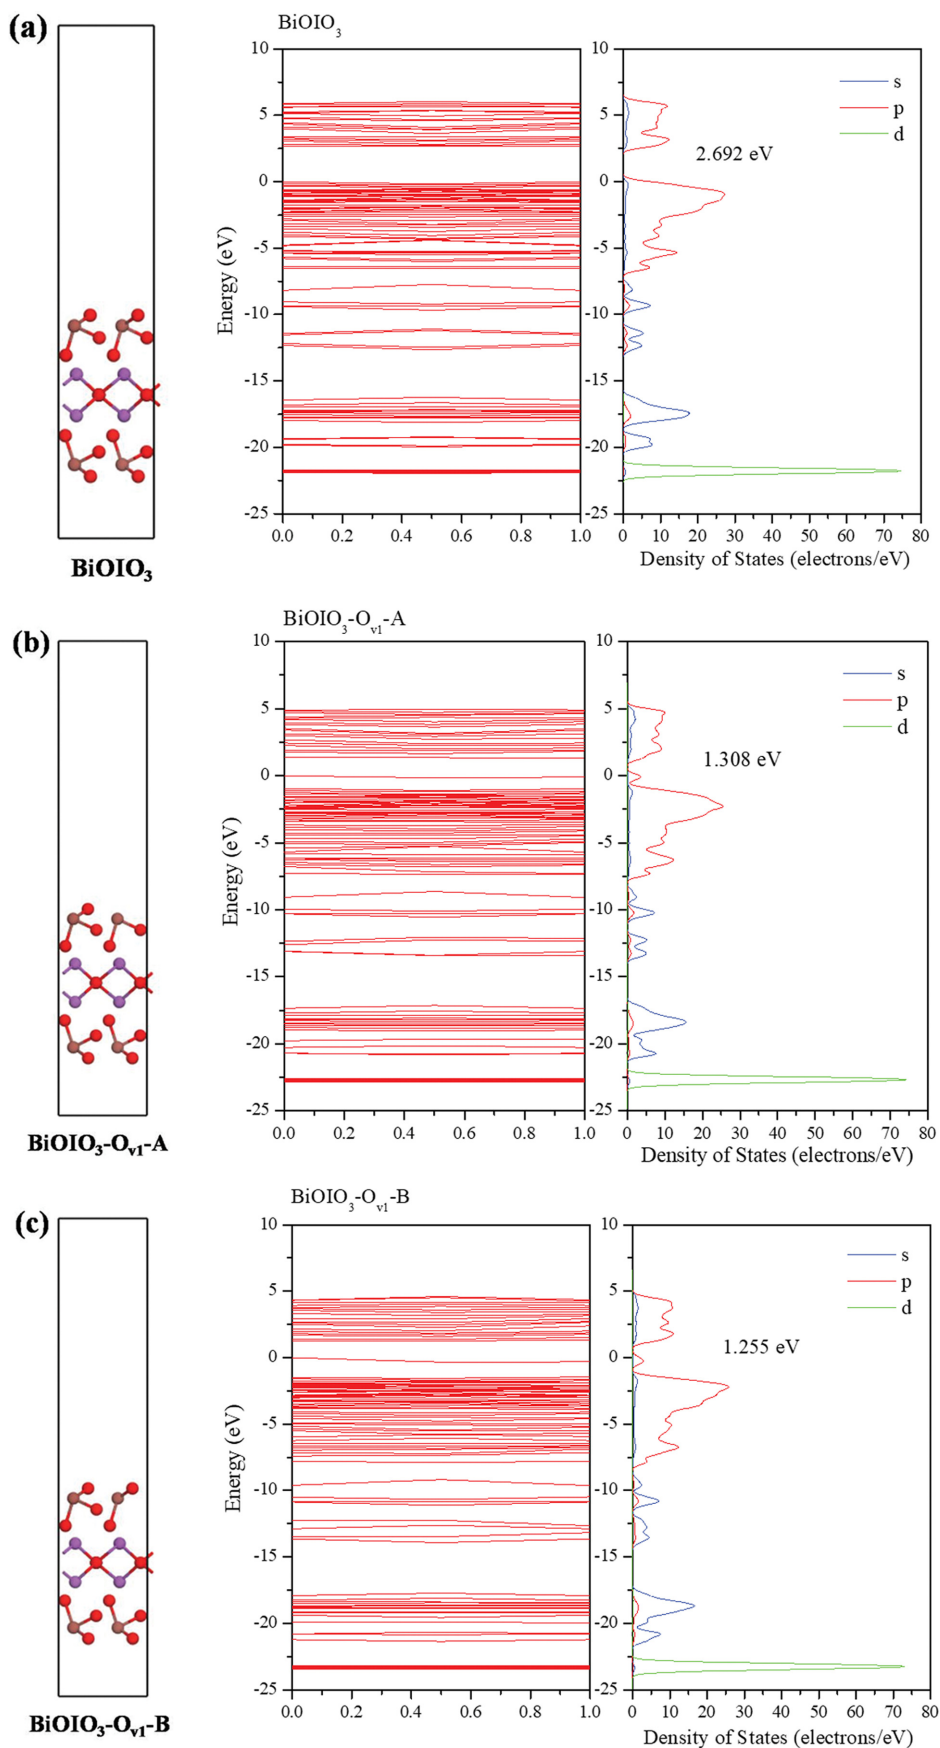 (a)
BiOIO₃
10
5
0
-5
-10
-15
-20
-25
Energy (eV)
0.0 0.2 0.4 0.6 0.8 1.0
10
5
0
-5
-10
-15
-20
-25
s
p
d
2.692 eV
0 10 20 30 40 50 60 70 80
Density of States (electrons/eV)
BiOIO₃
(b)
BiOIO₃-Oᵥ₁-A
10
5
0
-5
-10
-15
-20
-25
Energy (eV)
0.0 0.2 0.4 0.6 0.8 1.0
10
5
0
-5
-10
-15
-20
-25
s
p
d
1.308 eV
0 10 20 30 40 50 60 70 80
Density of States (electrons/eV)
BiOIO₃-Oᵥ₁-A
(c)
BiOIO₃-Oᵥ₁-B
10
5
0
-5
-10
-15
-20
-25
Energy (eV)
0.0 0.2 0.4 0.6 0.8 1.0
10
5
0
-5
-10
-15
-20
-25
s
p
d
1.255 eV
0 10 20 30 40 50 60 70 80
Density of States (electrons/eV)
BiOIO₃-Oᵥ₁-B